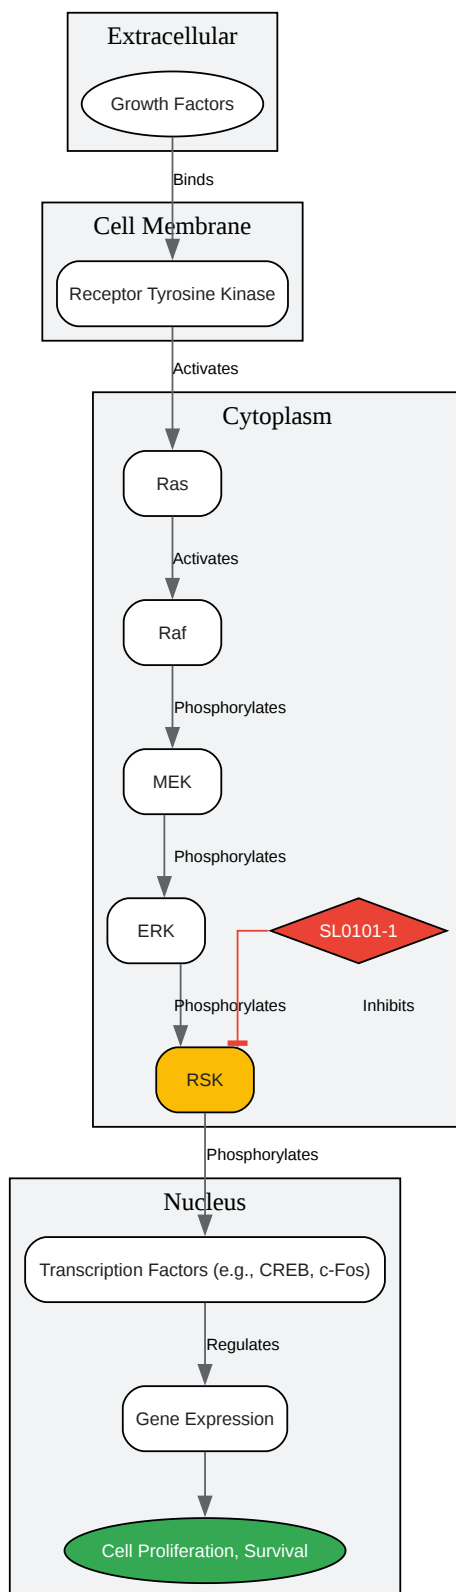 Extracellular
Growth Factors
Binds
Cell Membrane
Receptor Tyrosine Kinase
Activates
Cytoplasm
Ras
Activates
Raf
Phosphorylates
MEK
Phosphorylates
ERK
SL0101-1
Phosphorylates
Inhibits
RSK
Phosphorylates
Nucleus
Transcription Factors (e.g., CREB, c-Fos)
Regulates
Gene Expression
Cell Proliferation, Survival